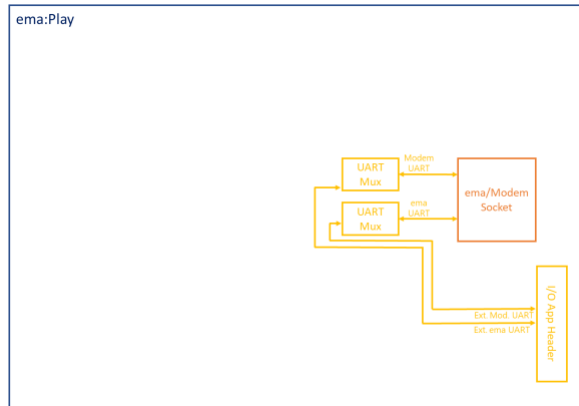 ema:Play
UART
Mux
Modem
UART
ema/Modem
Socket
UART
Mux
ema
UART
I/O App Header
Ext. Mod. UART
Ext. ema UART